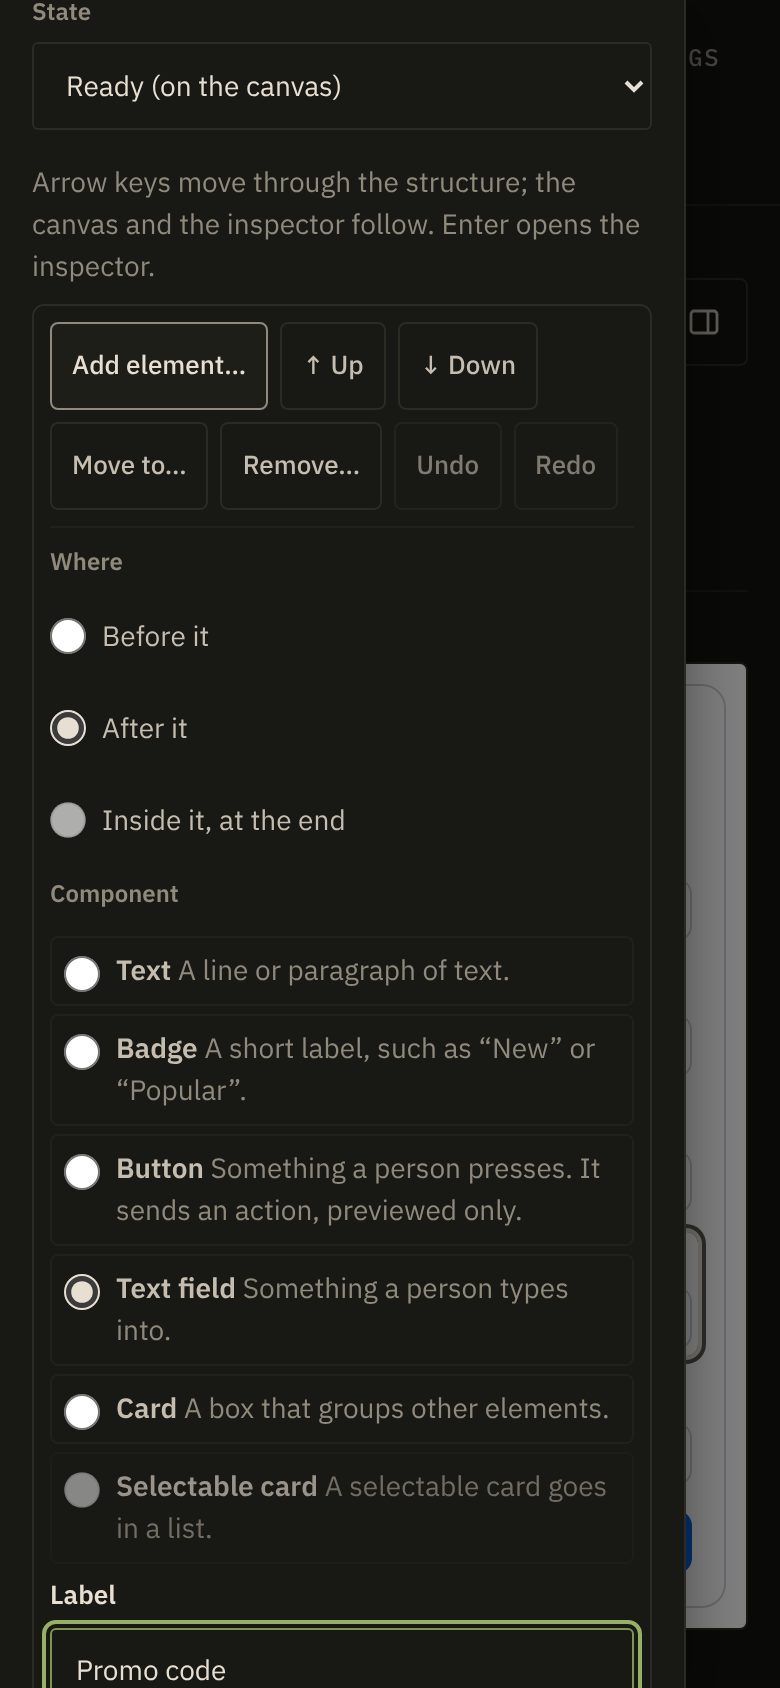 State
GS
Ready (on the canvas)
Arrow keys move through the structure; the
canvas and the inspector follow. Enter opens the
inspector.
Add element...
↑ Up
↓ Down
Move to...
Remove...
Undo
Redo
Where
Before it
After it
Inside it, at the end
Component
Text A line or paragraph of text.
Badge A short label, such as “New” or
“Popular”.
Button Something a person presses. It
sends an action, previewed only.
Text field Something a person types
into.
Card A box that groups other elements.
Selectable card A selectable card goes
in a list.
Label
Promo code